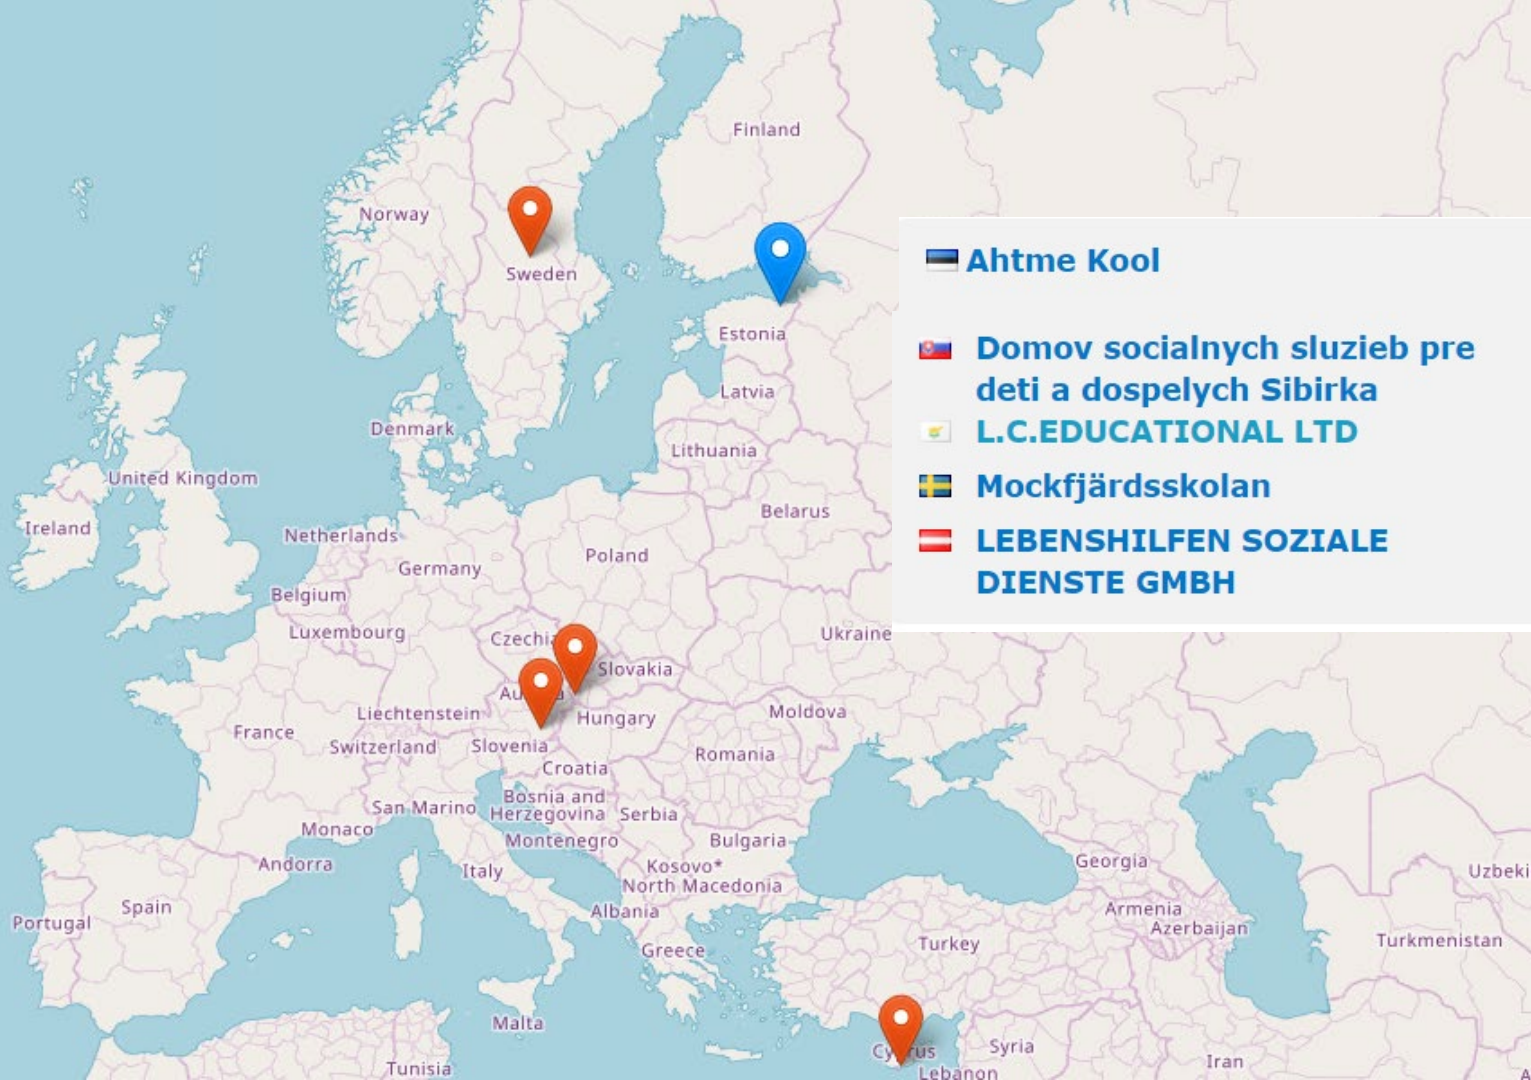 Finland
Norway
Sweden
Ahtme Kool
Estonia
Domov socialnych sluzieb pre
deti a dospelych Sibirka
Latvia
L.C.EDUCATIONAL LTD
Denmark
Lithuania
United Kingdom
Mockfjärdsskolan
Belarus
Ireland
Netherlands
LEBENSHILFEN SOZIALE
DIENSTE GMBH
Poland
Germany
Belgium
Luxembourg
Czechia
Ukraine
Slovakia
Liechtenstein
Hungary
Moldova
France
Switzerland
Slovenia
Romania
Croatia
Bosnia and
Herzegovina
San Marino
Serbia
Monaco
Montenegro
Bulgaria
Andorra
Italy
Kosovo*
North Macedonia
Georgia
Uzbeki
Spain
Portugal
Albania
Armenia
Azerbaijan
Greece
Turkey
Turkmenistan
Malta
Cyprus
Syria
Iran
Tunisia
Lebanon